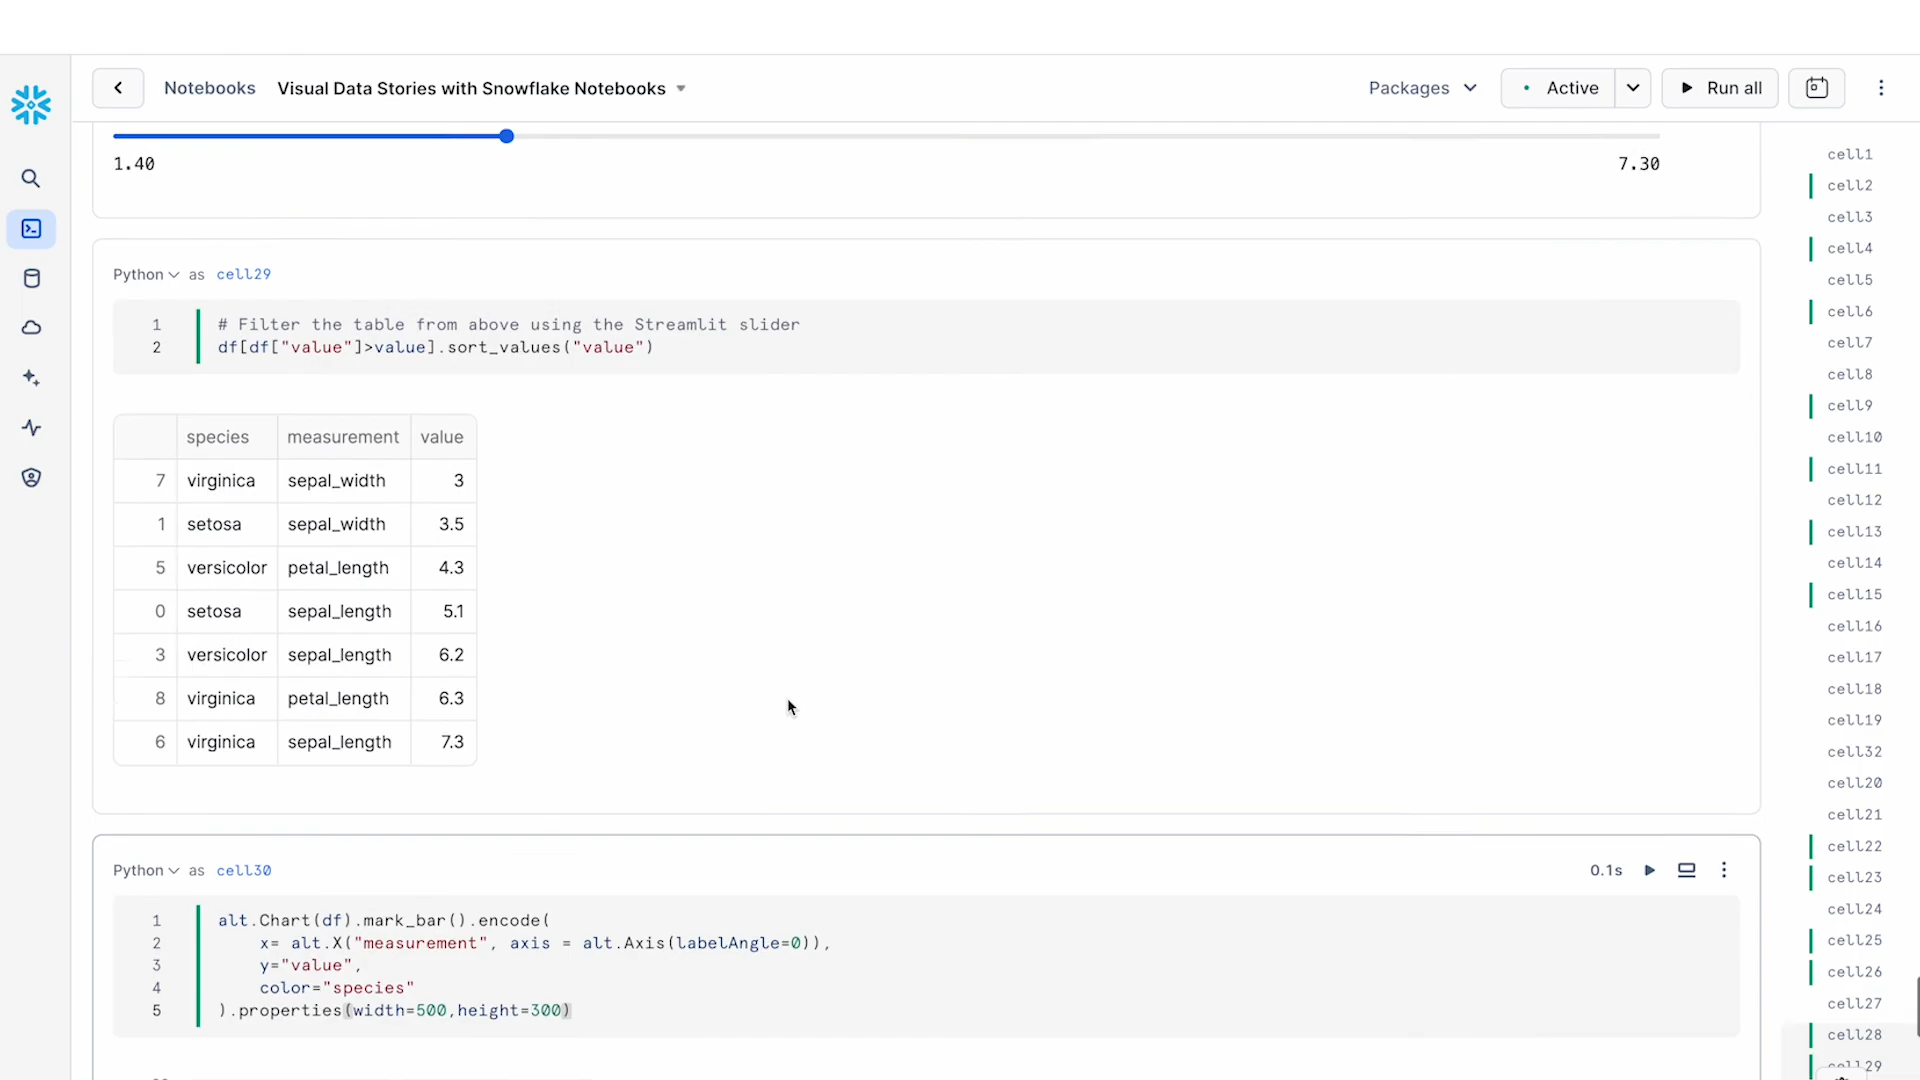 Notebooks Visual Data Stories with Snowflake Notebooks Packages Active Run all
1.40 7.30
Python as cell29
1 # Filter the table from above using the Streamlit slider
2 df[df["value"]>value].sort_values("value")
species measurement value
7 virginica sepal_width 3
1 setosa sepal_width 3.5
5 versicolor petal_length 4.3
0 setosa sepal_length 5.1
3 versicolor sepal_length 6.2
8 virginica petal_length 6.3
6 virginica sepal_length 7.3
Python as cell30 0.1s
1 alt.Chart(df).mark_bar().encode(
2 x= alt.X("measurement", axis = alt.Axis(labelAngle=0)),
3 y="value",
4 color="species"
5 ).properties(width=500,height=300)
cell1
cell2
cell3
cell4
cell5
cell6
cell7
cell8
cell9
cell10
cell11
cell12
cell13
cell14
cell15
cell16
cell17
cell18
cell19
cell32
cell20
cell21
cell22
cell23
cell24
cell25
cell26
cell27
cell28